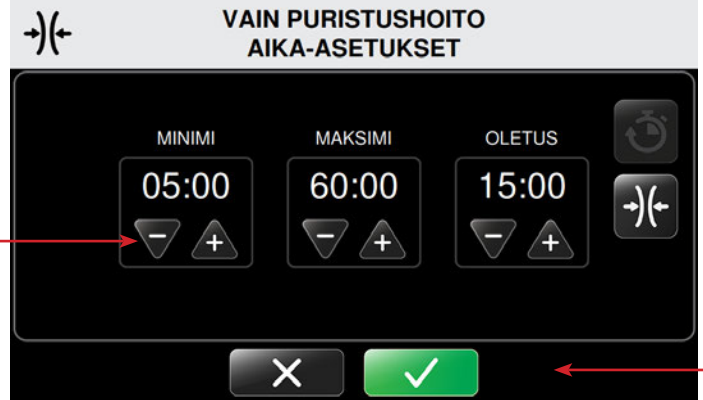 VAIN PURISTUSHOITO
AIKA-ASETUKSET
MINIMI MAKSIMI OLETUS
05:00 60:00 15:00